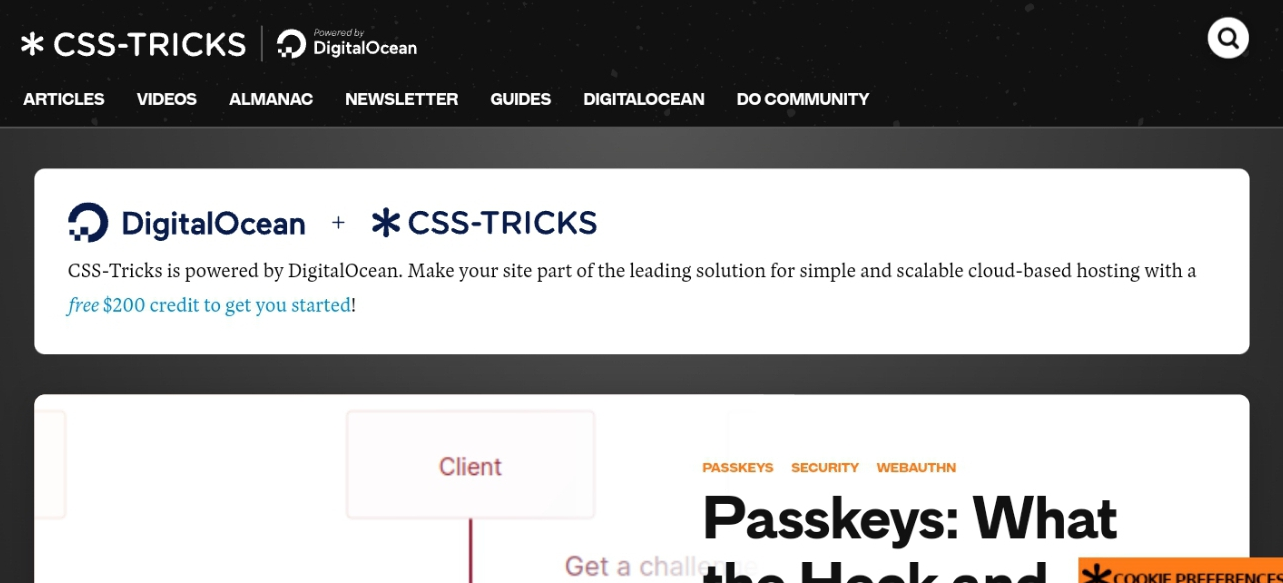 CSS-TRICKS
Powered by
DigitalOcean
ARTICLES VIDEOS ALMANAC NEWSLETTER GUIDES DIGITALOCEAN DO COMMUNITY
DigitalOcean + CSS-TRICKS
CSS-Tricks is powered by DigitalOcean. Make your site part of the leading solution for simple and scalable cloud-based hosting with a
free $200 credit to get you started!
Client
Get a challenge
PASSKEYS SECURITY WEBAUTHN
Passkeys: What
the Heck and
COOKIE PREFERENCES